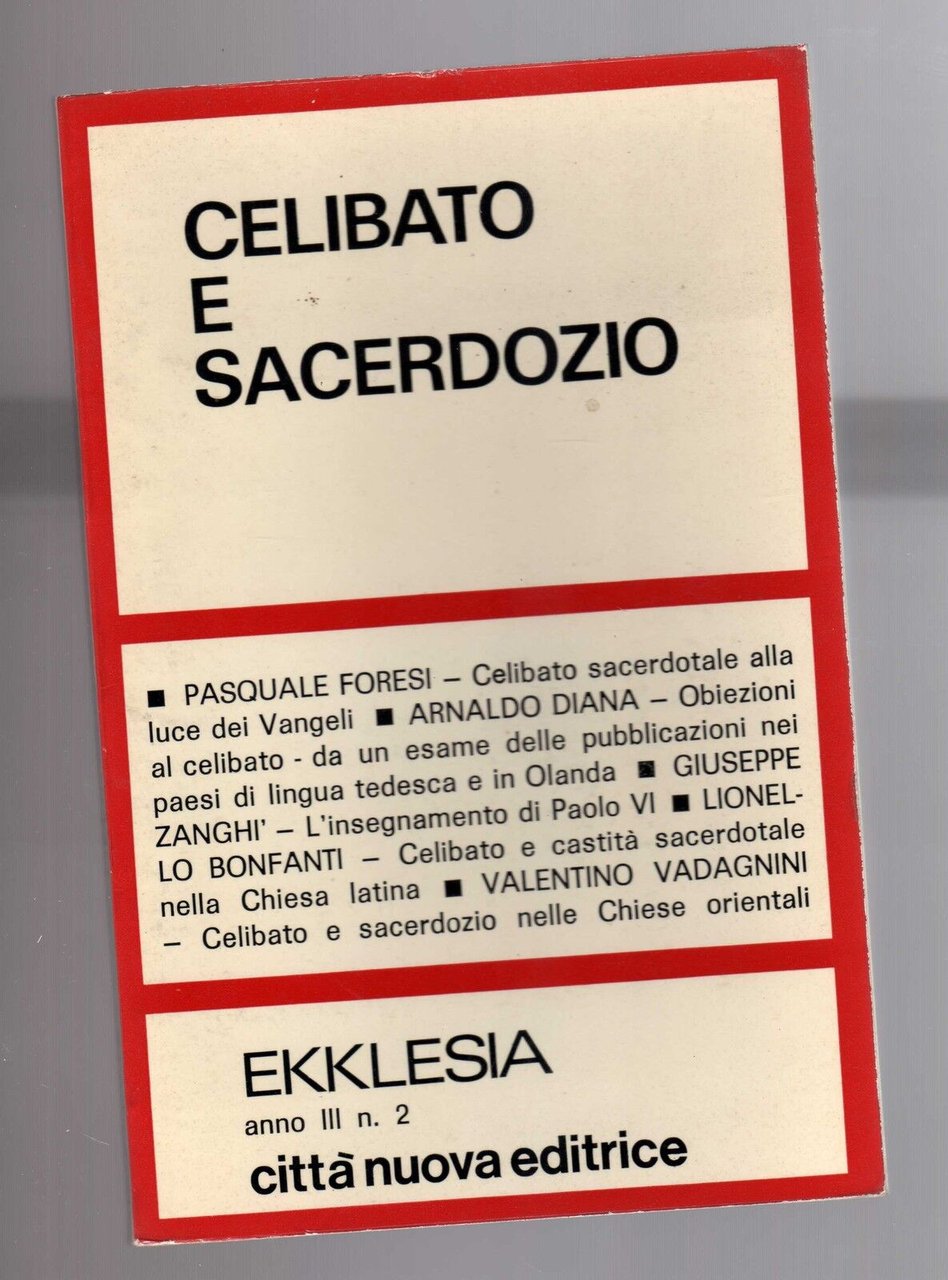 CELIBATO
E
SACERDOZIO
■ PASQUALE FORESI – Celibato sacerdotale alla
luce dei Vangeli ■ ARNALDO DIANA – Obiezioni
al celibato - da un esame delle pubblicazioni nei
paesi di lingua tedesca e in Olanda ■ GIUSEPPE
ZANGHI' – L'insegnamento di Paolo VI ■ LIONEL-
LO BONFANTI – Celibato e castità sacerdotale
nella Chiesa latina ■ VALENTINO VADAGNINI
– Celibato e sacerdozio nelle Chiese orientali
EKKLESIA
anno III n. 2
città nuova editrice